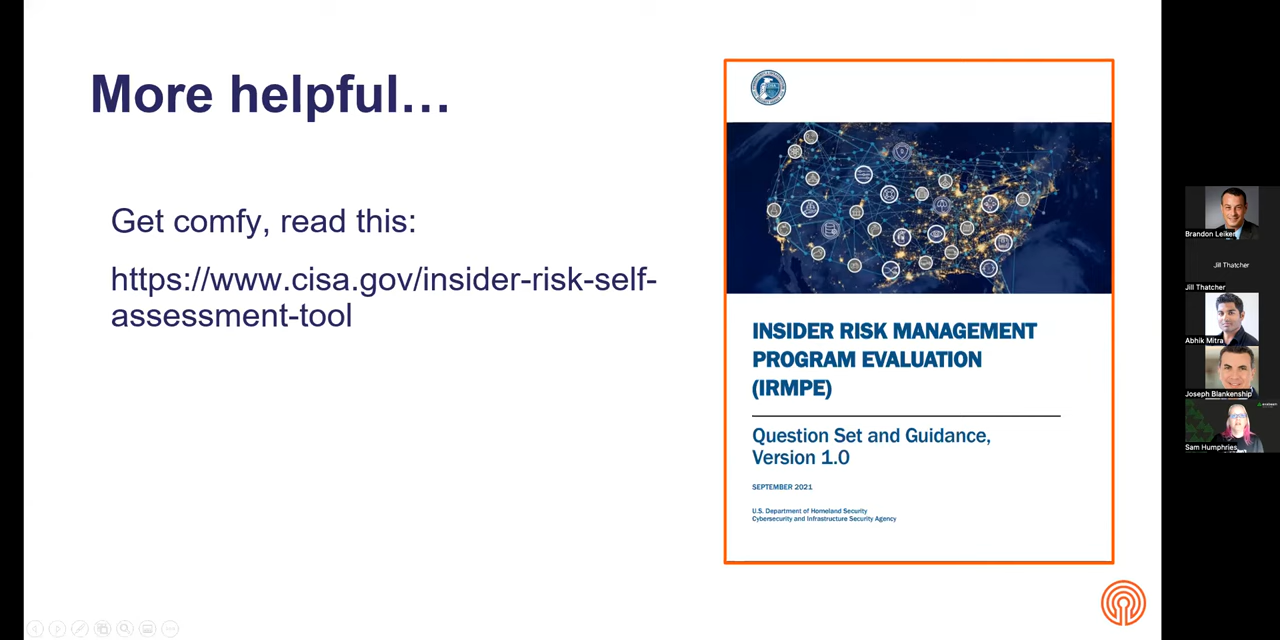 More helpful…
Get comfy, read this:
https://www.cisa.gov/insider-risk-self-
assessment-tool
INSIDER RISK MANAGEMENT
PROGRAM EVALUATION
(IRMPE)
Question Set and Guidance,
Version 1.0
SEPTEMBER 2021
U.S. Department of Homeland Security
Cybersecurity and Infrastructure Security Agency
Brandon Leiker
Jill Thatcher
Jill Thatcher
Abhik Mitra
Joseph Blankenship
Sam Humphries